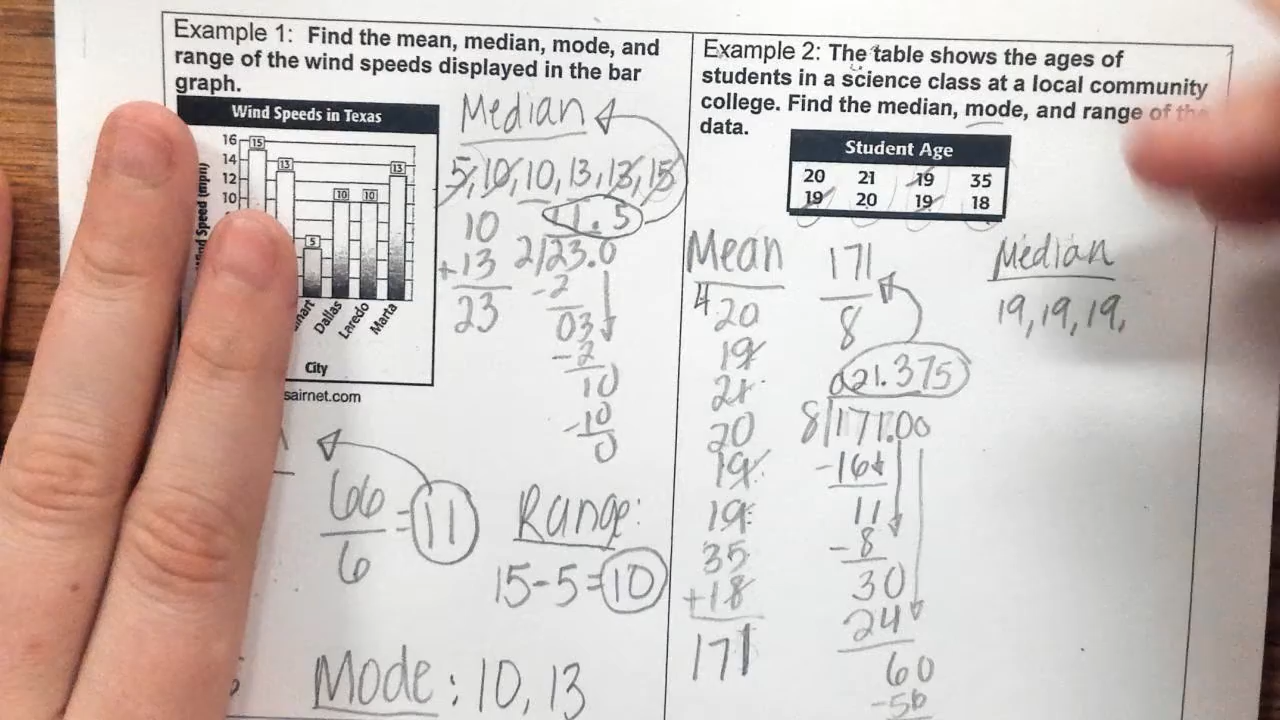 Example 1: Find the mean, median, mode, and
range of the wind speeds displayed in the bar
graph.
Wind Speeds in Texas
Wind Speed (mph)
16
14
12
10
15
13
5
10
10
13
Dallas
Laredo
Marfa
City
sairnet.com
Median
5, 10, 10, 13, 13, 15
10
+13
23
11.5
2/23.0
-2
03
-2
10
-10
0
66
6
=11
Range:
15-5=10
Mode: 10, 13
Example 2: The table shows the ages of
students in a science class at a local community
college. Find the median, mode, and range of the
data.
Student Age
20 21 19 35
19 20 19 18
Mean
4
20
19
21
20
19
19
35
+18
171
171
8
021.375
8/171.00
-16
11
-8
30
24
60
-56
Median
19, 19, 19,